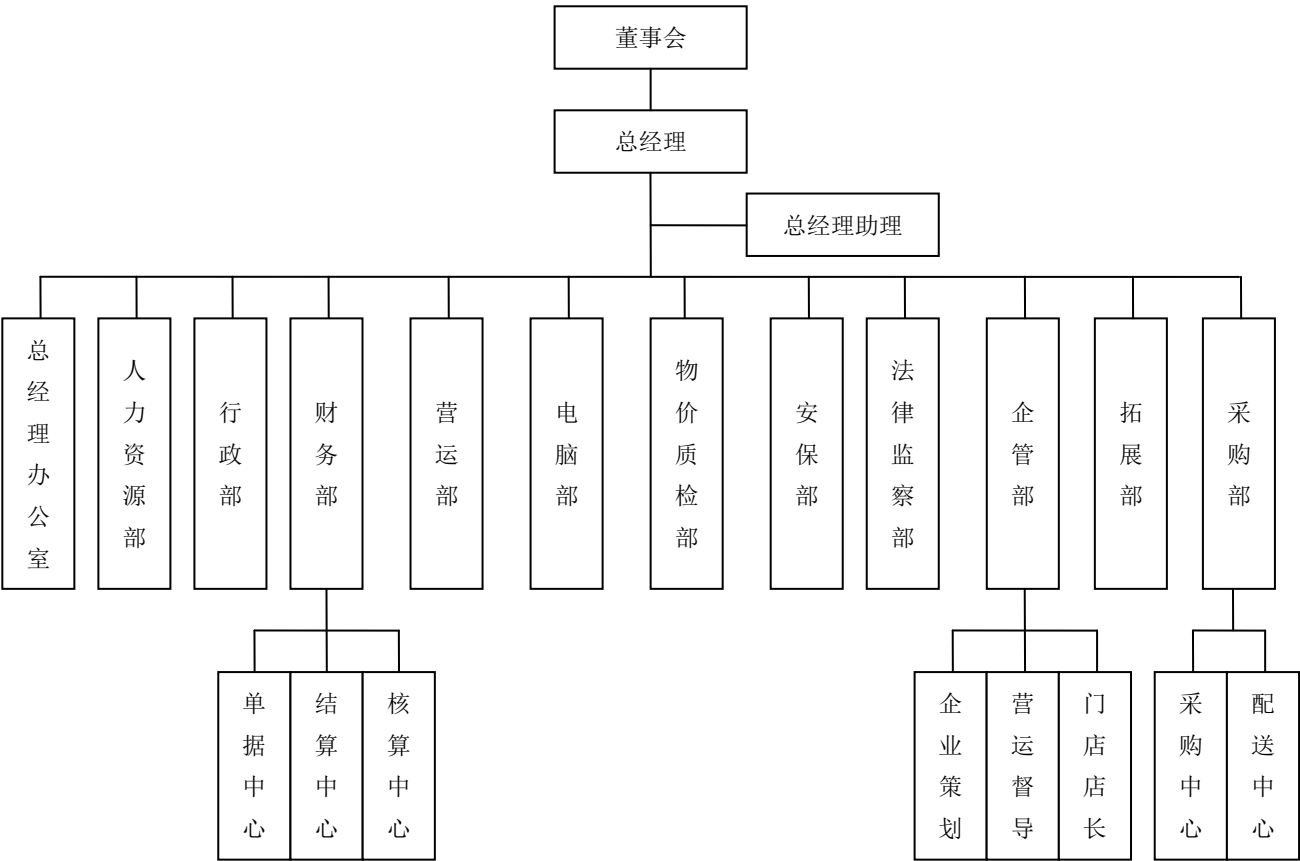 董事会
总经理
总经理助理
总经理办公室
人力资源部
行政部
财务部
营运部
电脑部
物价质检部
安保部
法律监察部
企管部
拓展部
采购部
单据中心
结算中心
核算中心
企业策划
营运督导
门店店长
采购中心
配送中心